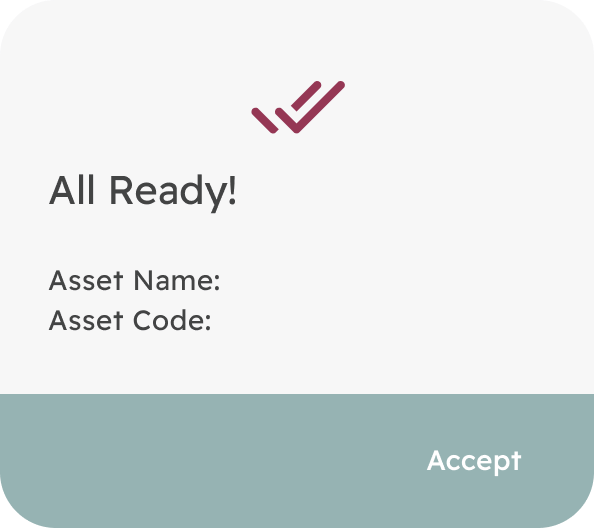 All Ready!
Asset Name:
Asset Code:
Accept